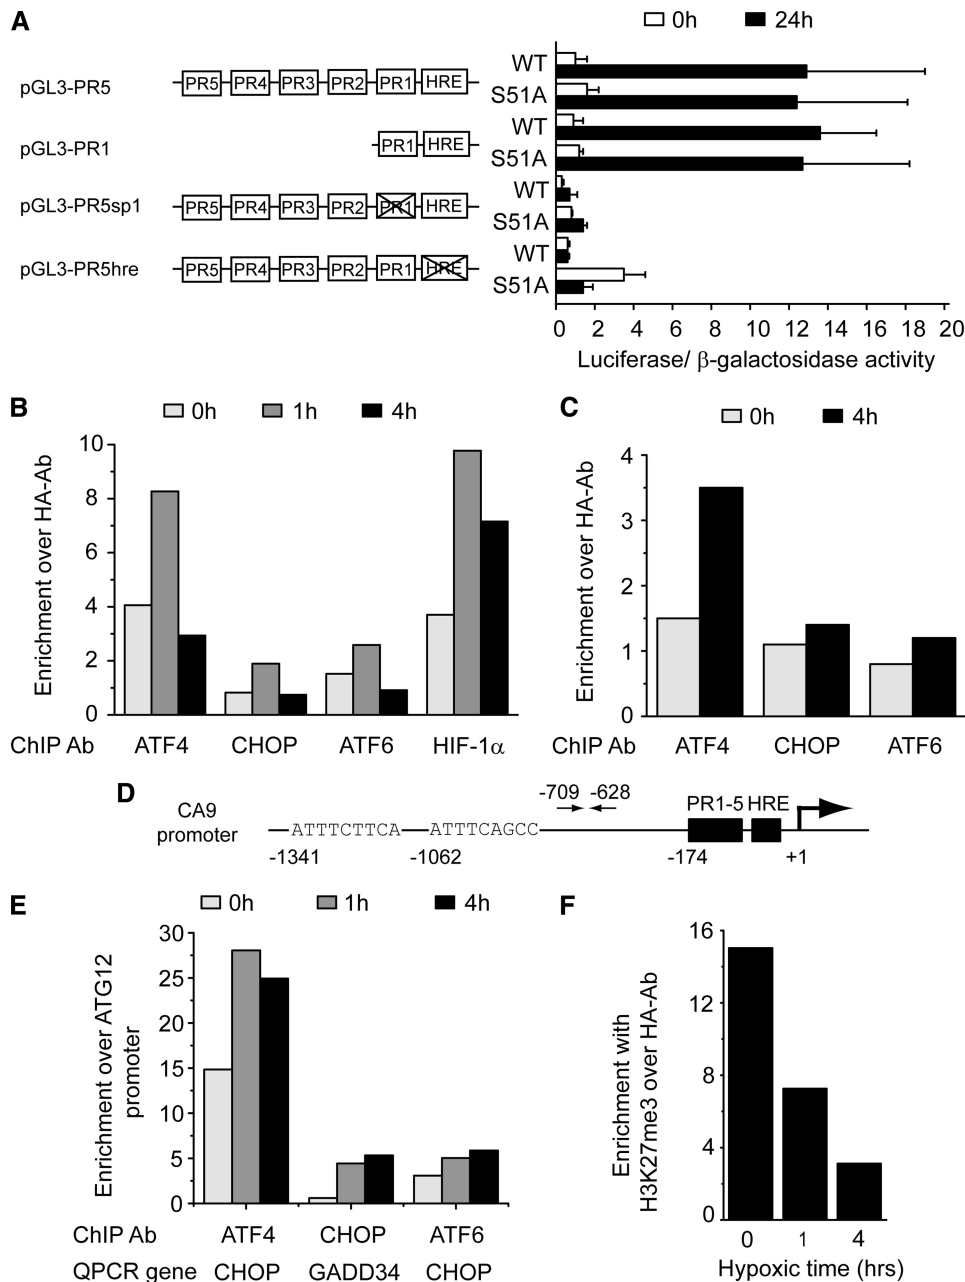 A
0h 24h
pGL3-PR5 PR5 PR4 PR3 PR2 PR1 HRE
pGL3-PR1 PR1 HRE
pGL3-PR5sp1 PR5 PR4 PR3 PR2 PR1 HRE
pGL3-PR5hre PR5 PR4 PR3 PR2 PR1 HRE
WT
S51A
WT
S51A
WT
S51A
WT
S51A
0 2 4 6 8 10 12 14 16 18 20
Luciferase/ β-galactosidase activity
B
0h 1h 4h
Enrichment over HA-Ab
10
8
6
4
2
0
ChIP Ab ATF4 CHOP ATF6 HIF-1α
C
0h 4h
Enrichment over HA-Ab
4
3
2
1
0
ChIP Ab ATF4 CHOP ATF6
D
CA9
promoter
-709 -628
PR1-5 HRE
ATTTCTTCA ATTTCAGCC
-1341 -1062 -174 +1
E
0h 1h 4h
Enrichment over ATG12
promoter
30
25
20
15
10
5
0
ChIP Ab ATF4 CHOP ATF6
QPCR gene CHOP GADD34 CHOP
F
Enrichment with
H3K27me3 over HA-Ab
16
12
8
4
0
0 1 4
Hypoxic time (hrs)